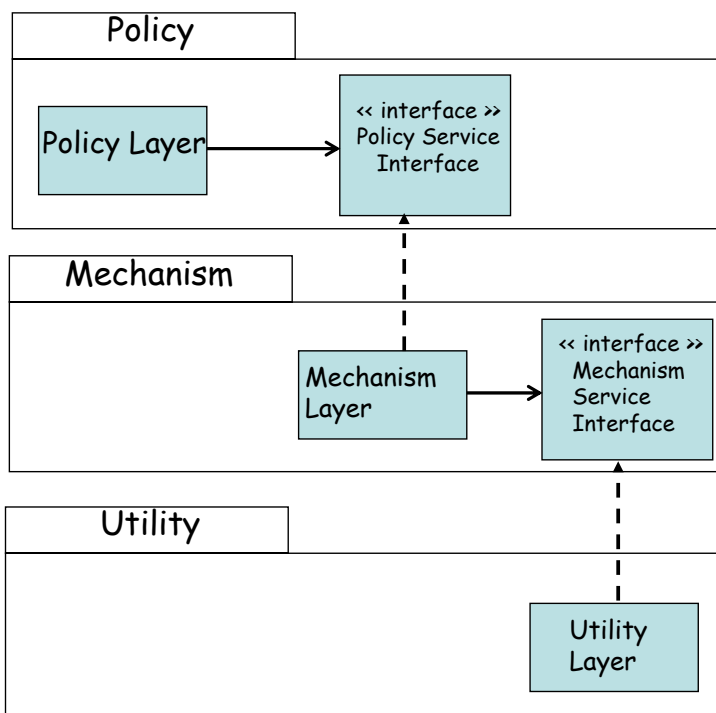 Policy
Policy Layer
<< interface >>
Policy Service
Interface
Mechanism
Mechanism
Layer
<< interface >>
Mechanism
Service
Interface
Utility
Utility
Layer